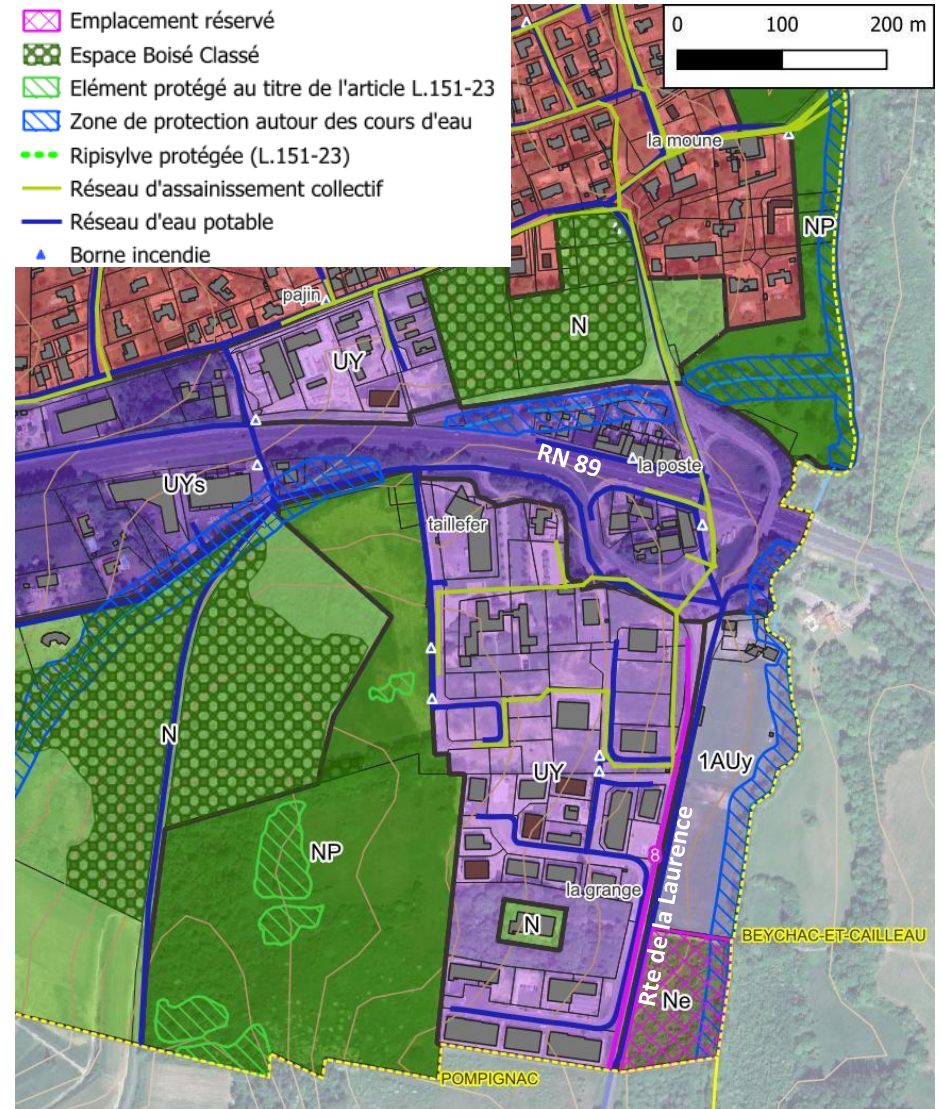 Emplacement réservé
Espace Boisé Classé
Elément protégé au titre de l'article L.151-23
Zone de protection autour des cours d'eau
Ripisylve protégée (L.151-23)
Réseau d'assainissement collectif
Réseau d'eau potable
Borne incendie
0 100 200 m
la moune
NP
pajin
N
UY
RN 89
la poste
UYs
taillefer
N
1AUy
UY
8
NP
la grange
Rte de la Laurence
N
BEYCHAC-ET-CAILLEAU
Ne
POMPIGNAC